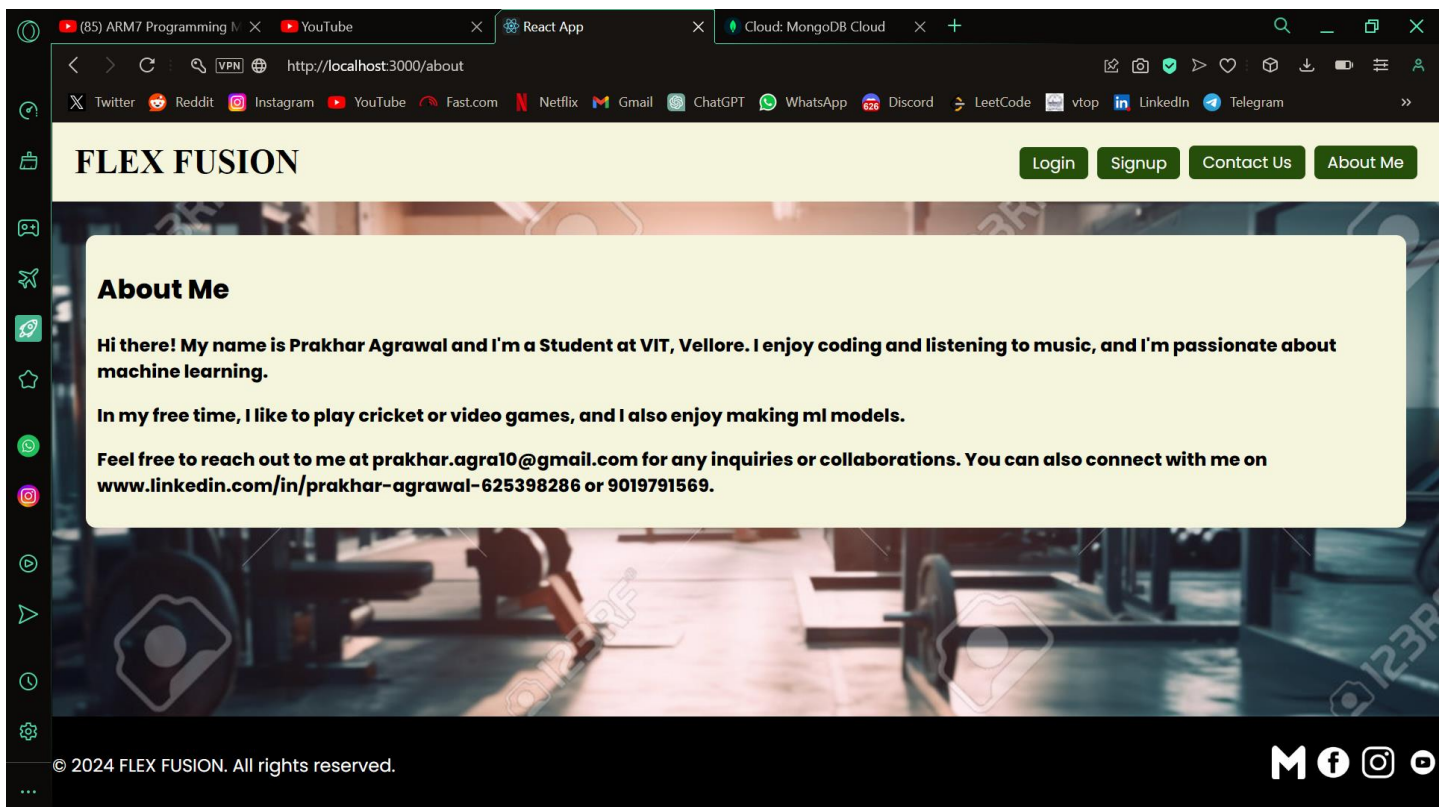 (85) ARM7 Programming M
YouTube
React App
Cloud: MongoDB Cloud
VPN
http://localhost:3000/about
Twitter
Reddit
Instagram
YouTube
Fast.com
Netflix
Gmail
ChatGPT
WhatsApp
626
Discord
LeetCode
vtop
LinkedIn
Telegram
FLEX FUSION
Login
Signup
Contact Us
About Me
About Me
Hi there! My name is Prakhar Agrawal and I'm a Student at VIT, Vellore. I enjoy coding and listening to music, and I'm passionate about
machine learning.
In my free time, I like to play cricket or video games, and I also enjoy making ml models.
Feel free to reach out to me at prakhar.agra10@gmail.com for any inquiries or collaborations. You can also connect with me on
www.linkedin.com/in/prakhar-agrawal-625398286 or 9019791569.
123RF
123RF
© 2024 FLEX FUSION. All rights reserved.